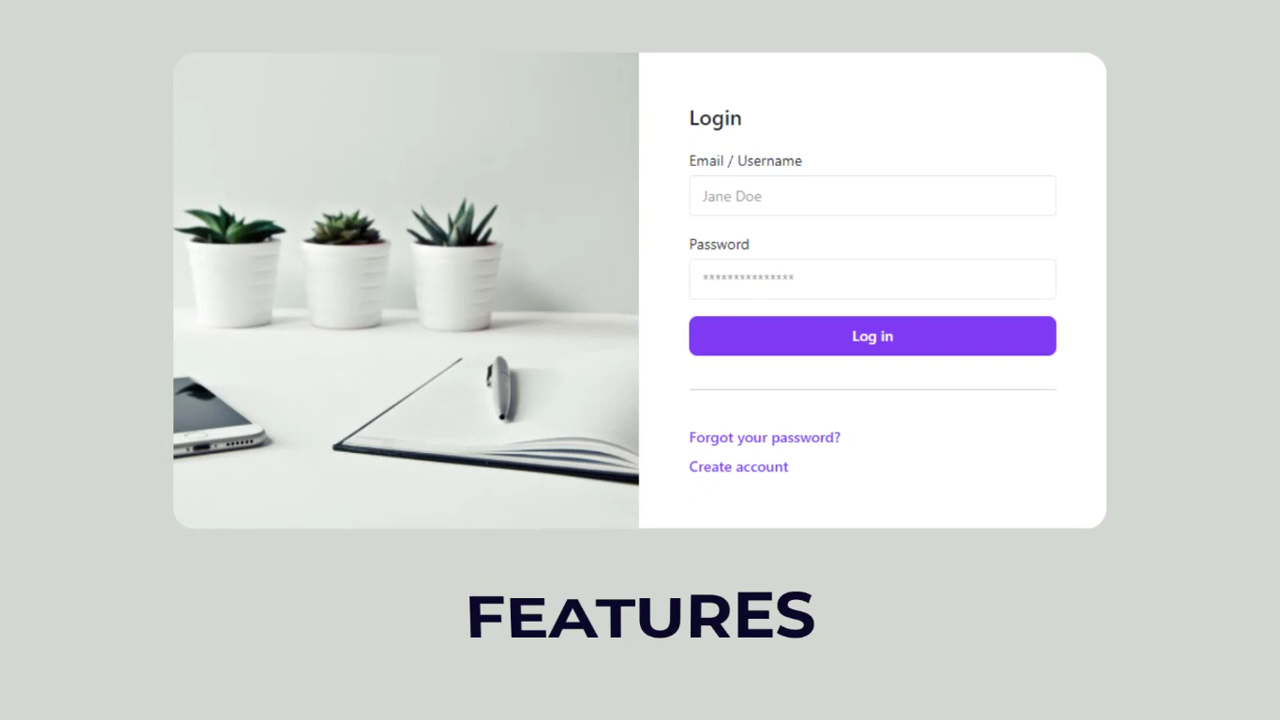 Login
Email / Username
Jane Doe
Password
***************
Log in
Forgot your password?
Create account
FEATURES